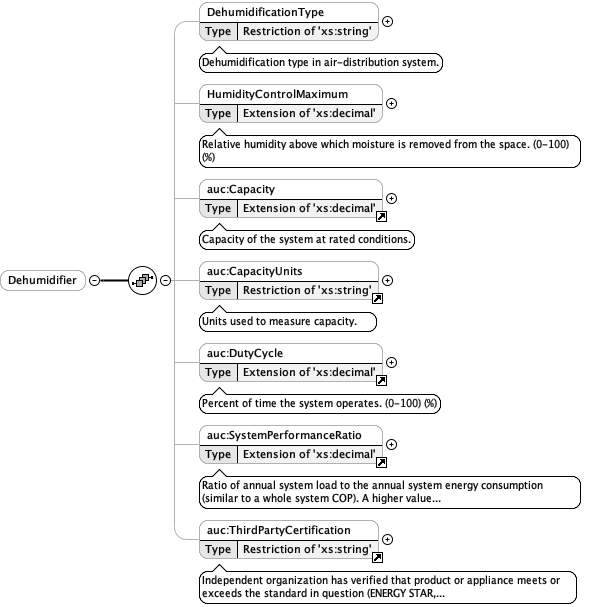 DehumidificationType
Type Restriction of 'xs:string'
Dehumidification type in air-distribution system.
HumidityControlMaximum
Type Extension of 'xs:decimal'
Relative humidity above which moisture is removed from the space. (0-100)
(%)
auc:Capacity
Type Extension of 'xs:decimal'
Capacity of the system at rated conditions.
Dehumidifier
auc:CapacityUnits
Type Restriction of 'xs:string'
Units used to measure capacity.
auc:DutyCycle
Type Extension of 'xs:decimal'
Percent of time the system operates. (0-100) (%)
auc:SystemPerformanceRatio
Type Extension of 'xs:decimal'
Ratio of annual system load to the annual system energy consumption
(similar to a whole system COP). A higher value...
auc:ThirdPartyCertification
Type Restriction of 'xs:string'
Independent organization has verified that product or appliance meets or
exceeds the standard in question (ENERGY STAR,...